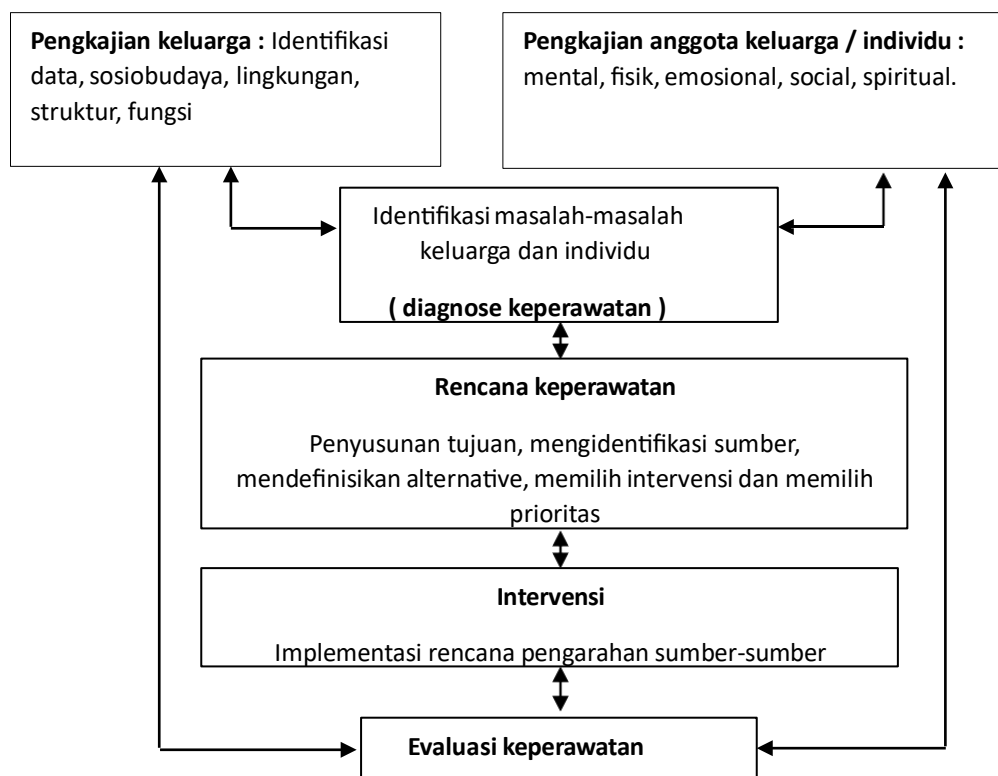 Pengkajian keluarga : Identifikasi
data, sosiobudaya, lingkungan,
struktur, fungsi
Pengkajian anggota keluarga / individu :
mental, fisik, emosional, social, spiritual.
Identifikasi masalah-masalah
keluarga dan individu
( diagnose keperawatan )
Rencana keperawatan
Penyusunan tujuan, mengidentifikasi sumber,
mendefinisikan alternative, memilih intervensi dan memilih
prioritas
Intervensi
Implementasi rencana pengarahan sumber-sumber
Evaluasi keperawatan